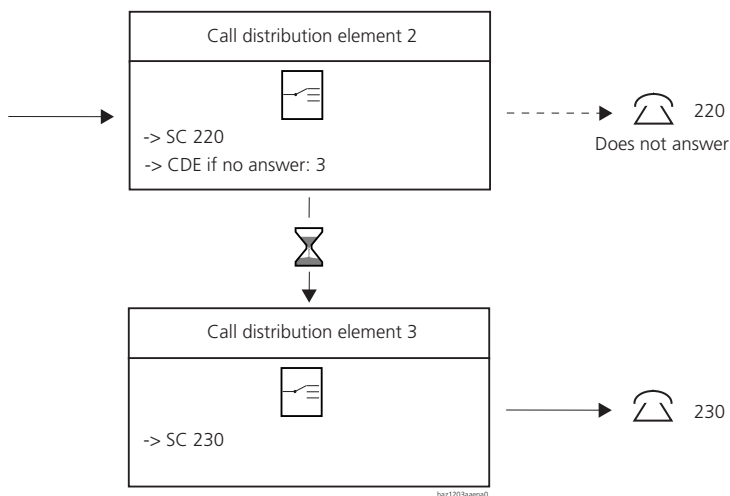 Call distribution element 2
-> SC 220
-> CDE if no answer: 3
220
Does not answer
Call distribution element 3
-> SC 230
230
haz1203aaena0